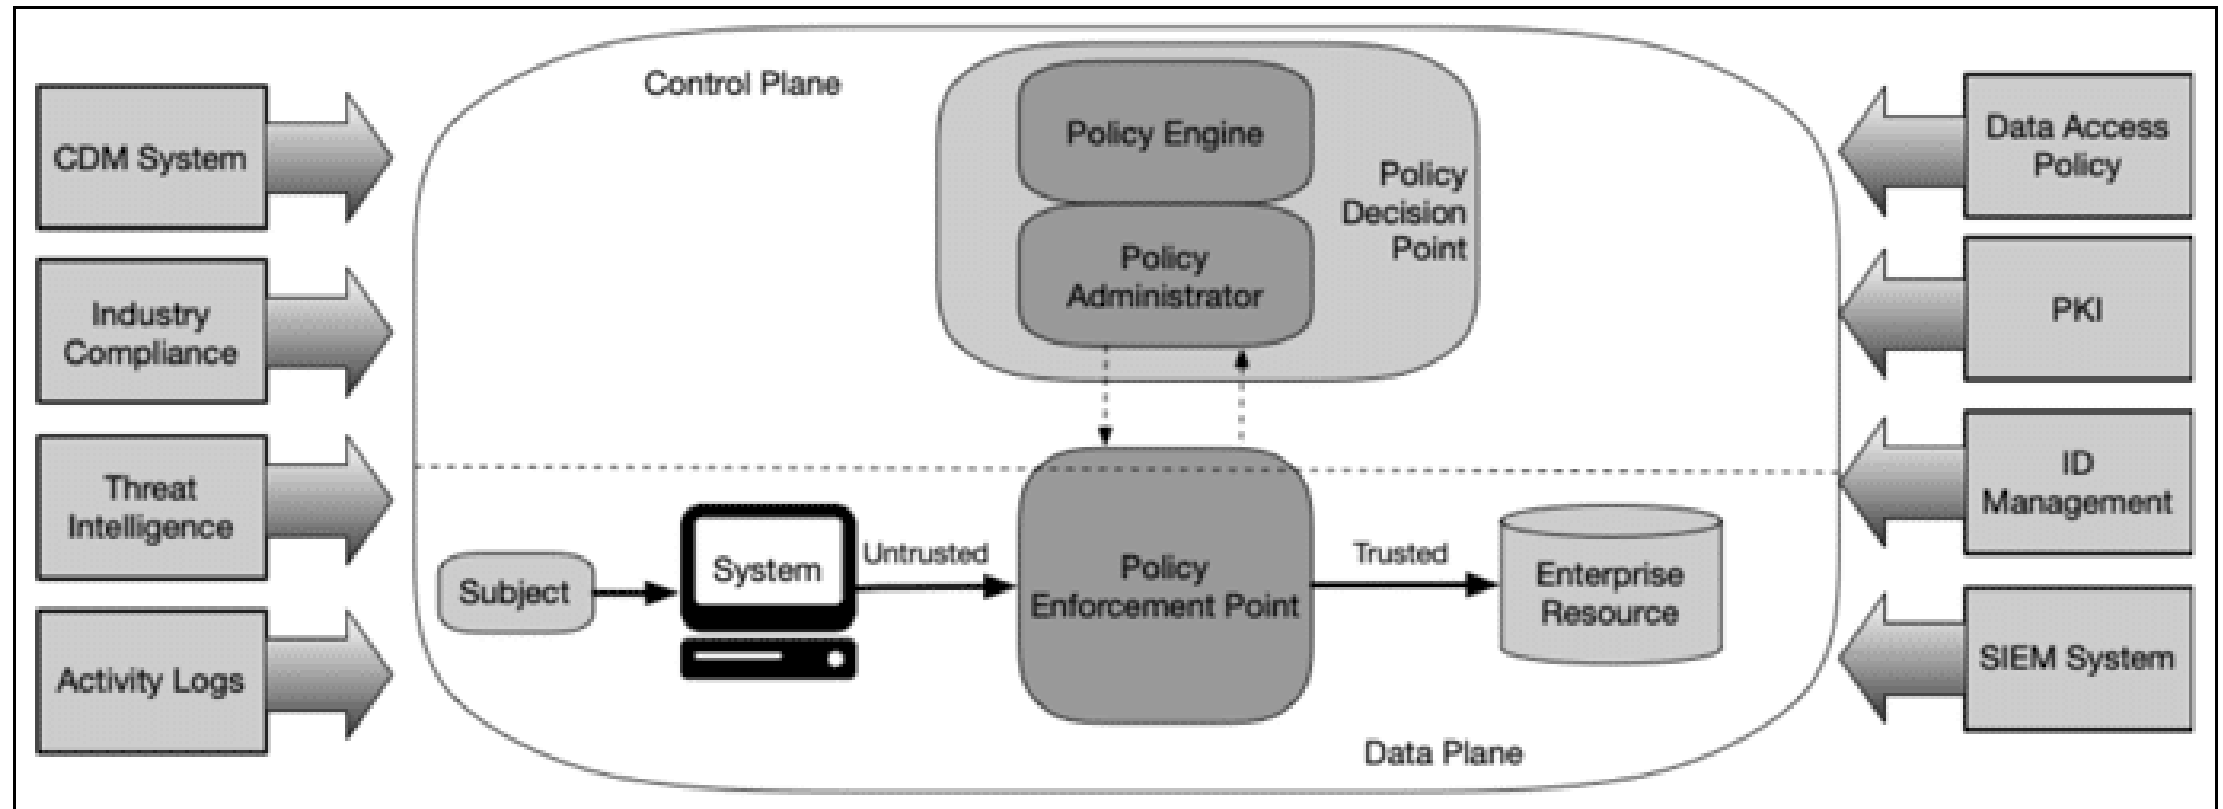 Control Plane
CDM System
Industry
Compliance
Threat
Intelligence
Activity Logs
Policy Engine
Policy
Administrator
Policy
Decision
Point
Subject
System
Untrusted
Policy
Enforcement Point
Trusted
Enterprise
Resource
Data Plane
Data Access
Policy
PKI
ID
Management
SIEM System